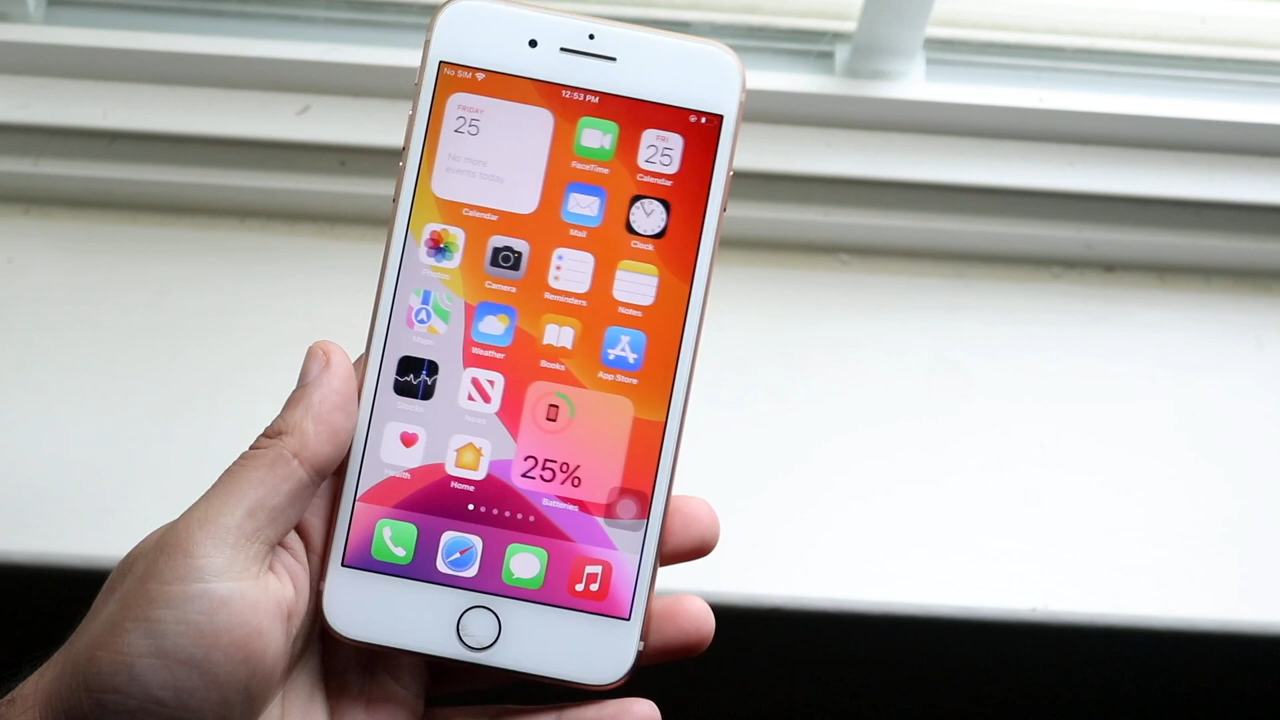 No SIM
12:53 PM
FRIDAY
25
No more
events today
Calendar
FaceTime
FRI
25
Calendar
Mail
Clock
Photos
Camera
Reminders
Notes
Maps
Weather
Books
App Store
Stocks
News
Health
Home
25%
Batteries